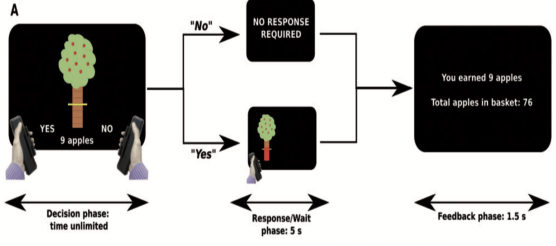 A
YES
NO
9 apples
"No"
"Yes"
NO RESPONSE
REQUIRED
You earned 9 apples
Total apples in basket: 76
Decision phase:
time unlimited
Response/Wait
phase: 5 s
Feedback phase: 1.5 s